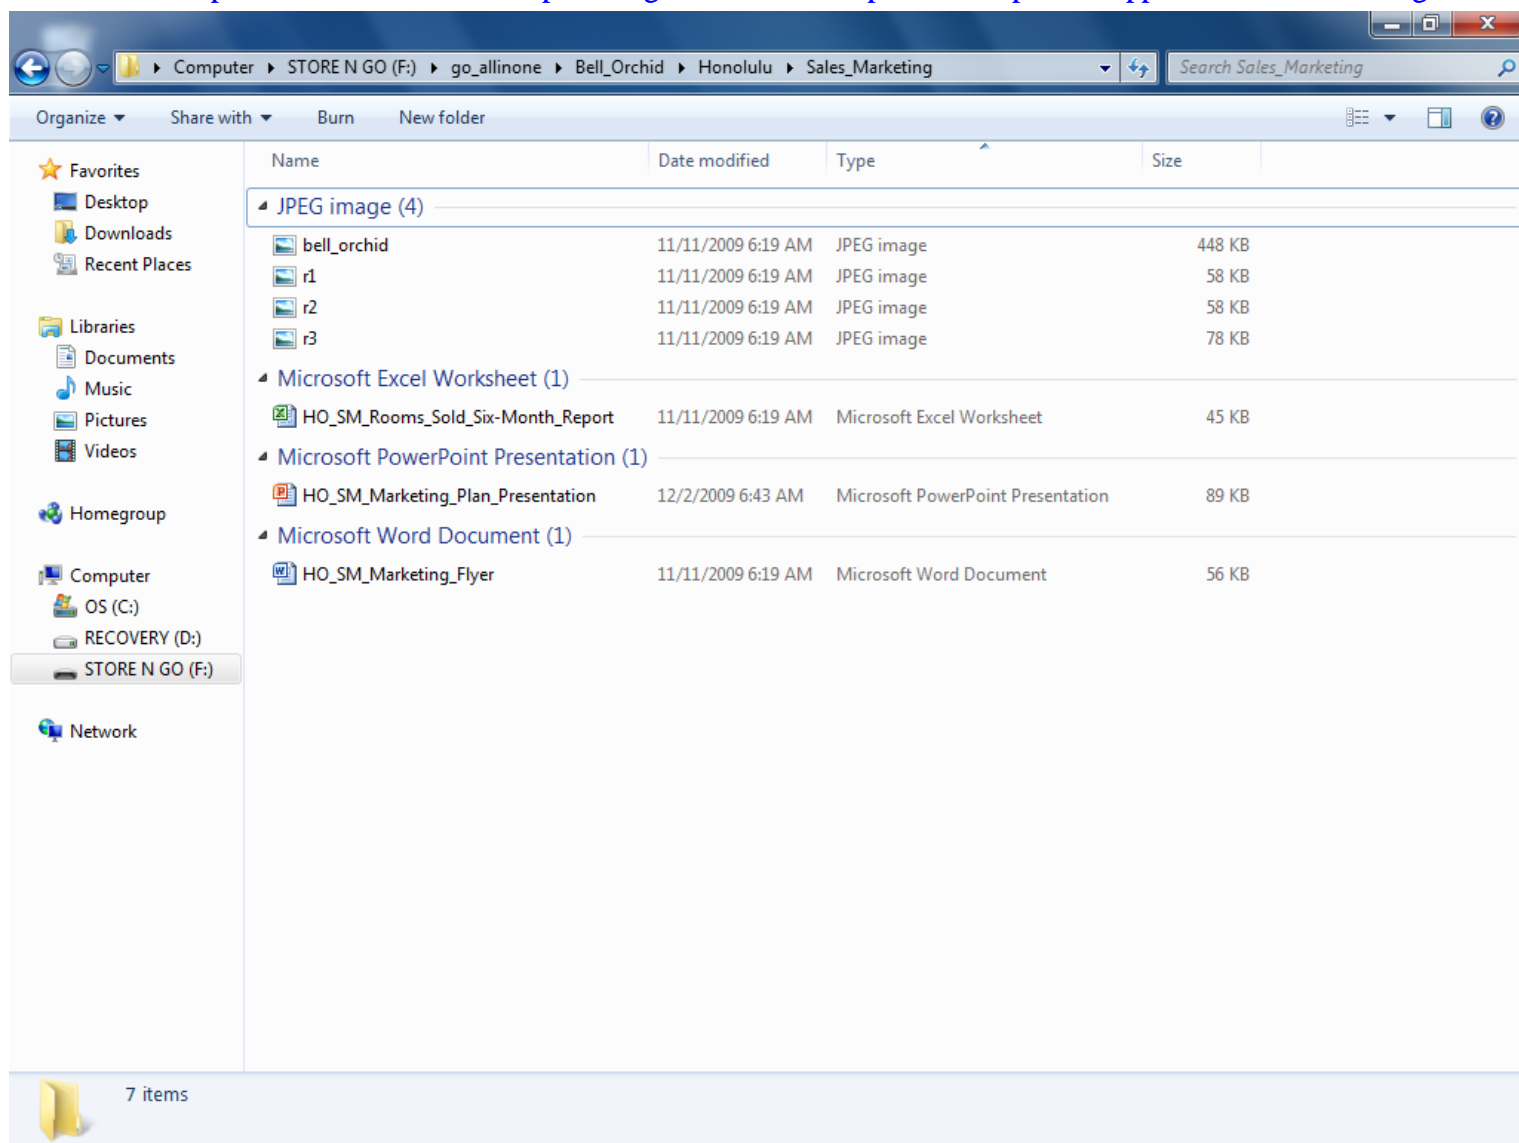 Computer ▸ STORE N GO (F:) ▸ go_allinone ▸ Bell_Orchid ▸ Honolulu ▸ Sales_Marketing Search Sales_Marketing
Organize Share with Burn New folder
Favorites
Desktop
Downloads
Recent Places
Libraries
Documents
Music
Pictures
Videos
Homegroup
Computer
OS (C:)
RECOVERY (D:)
STORE N GO (F:)
Network
Name Date modified Type Size
JPEG image (4)
bell_orchid 11/11/2009 6:19 AM JPEG image 448 KB
r1 11/11/2009 6:19 AM JPEG image 58 KB
r2 11/11/2009 6:19 AM JPEG image 58 KB
r3 11/11/2009 6:19 AM JPEG image 78 KB
Microsoft Excel Worksheet (1)
HO_SM_Rooms_Sold_Six-Month_Report 11/11/2009 6:19 AM Microsoft Excel Worksheet 45 KB
Microsoft PowerPoint Presentation (1)
HO_SM_Marketing_Plan_Presentation 12/2/2009 6:43 AM Microsoft PowerPoint Presentation 89 KB
Microsoft Word Document (1)
HO_SM_Marketing_Flyer 11/11/2009 6:19 AM Microsoft Word Document 56 KB
7 items